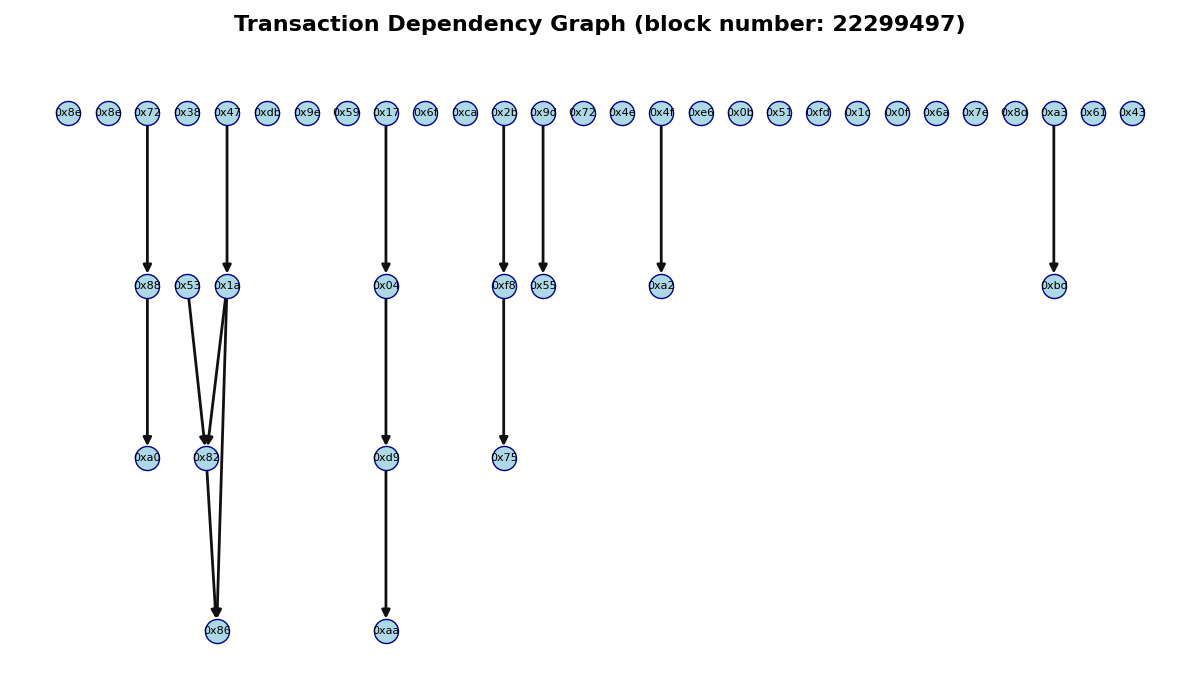 Transaction Dependency Graph (block number: 22299497)
0x8e 0x8e 0x72 0x38 0x47 0xdb 0x9e 0x59 0x17 0x6f 0xca 0x2b 0x9d 0x72 0x4e 0x4f 0xe6 0x0b 0x51 0xfd 0x1c 0x0f 0x6a 0x7e 0x8d 0xa3 0x61 0x43
0x88 0x53 0x1a 0x04 0xf8 0x55 0xa2 0xbd
0xa0 0x82 0xd9 0x75
0x86 0xaa